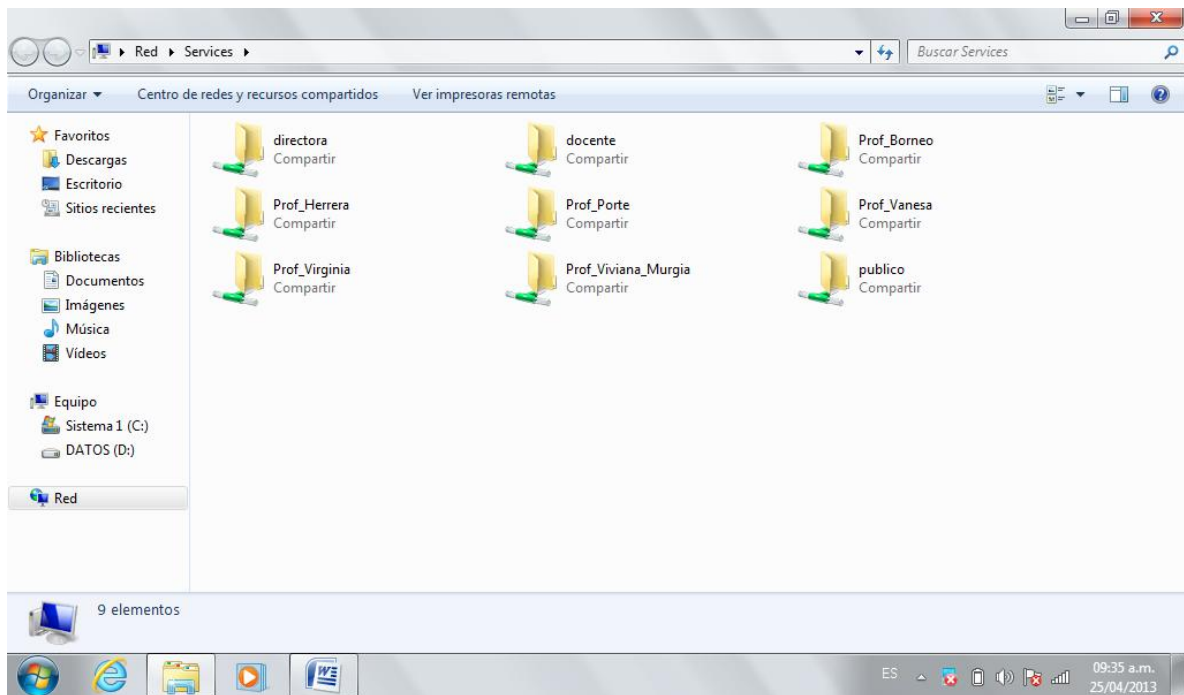 Red Services
Buscar Services
Organizar
Centro de redes y recursos compartidos
Ver impresoras remotas
Favoritos
Descargas
Escritorio
Sitios recientes
Bibliotecas
Documentos
Imágenes
Música
Vídeos
Equipo
Sistema 1 (C:)
DATOS (D:)
Red
directora
Compartir
docente
Compartir
Prof_Borneo
Compartir
Prof_Herrera
Compartir
Prof_Porte
Compartir
Prof_Vanesa
Compartir
Prof_Virginia
Compartir
Prof_Viviana_Murgia
Compartir
publico
Compartir
9 elementos
ES
09:35 a.m.
25/04/2013